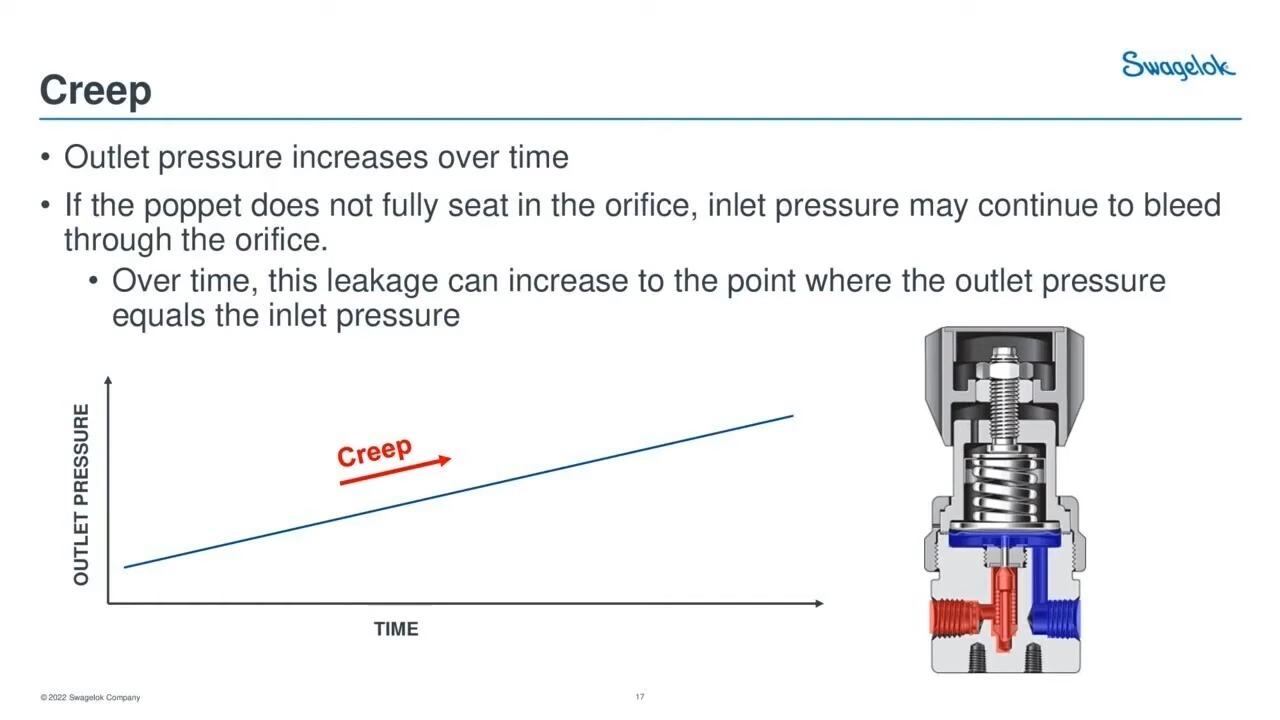 Swagelok
Creep
• Outlet pressure increases over time
• If the poppet does not fully seat in the orifice, inlet pressure may continue to bleed
through the orifice.
• Over time, this leakage can increase to the point where the outlet pressure
equals the inlet pressure
OUTLET PRESSURE
Creep
TIME
© 2022 Swagelok Company
17